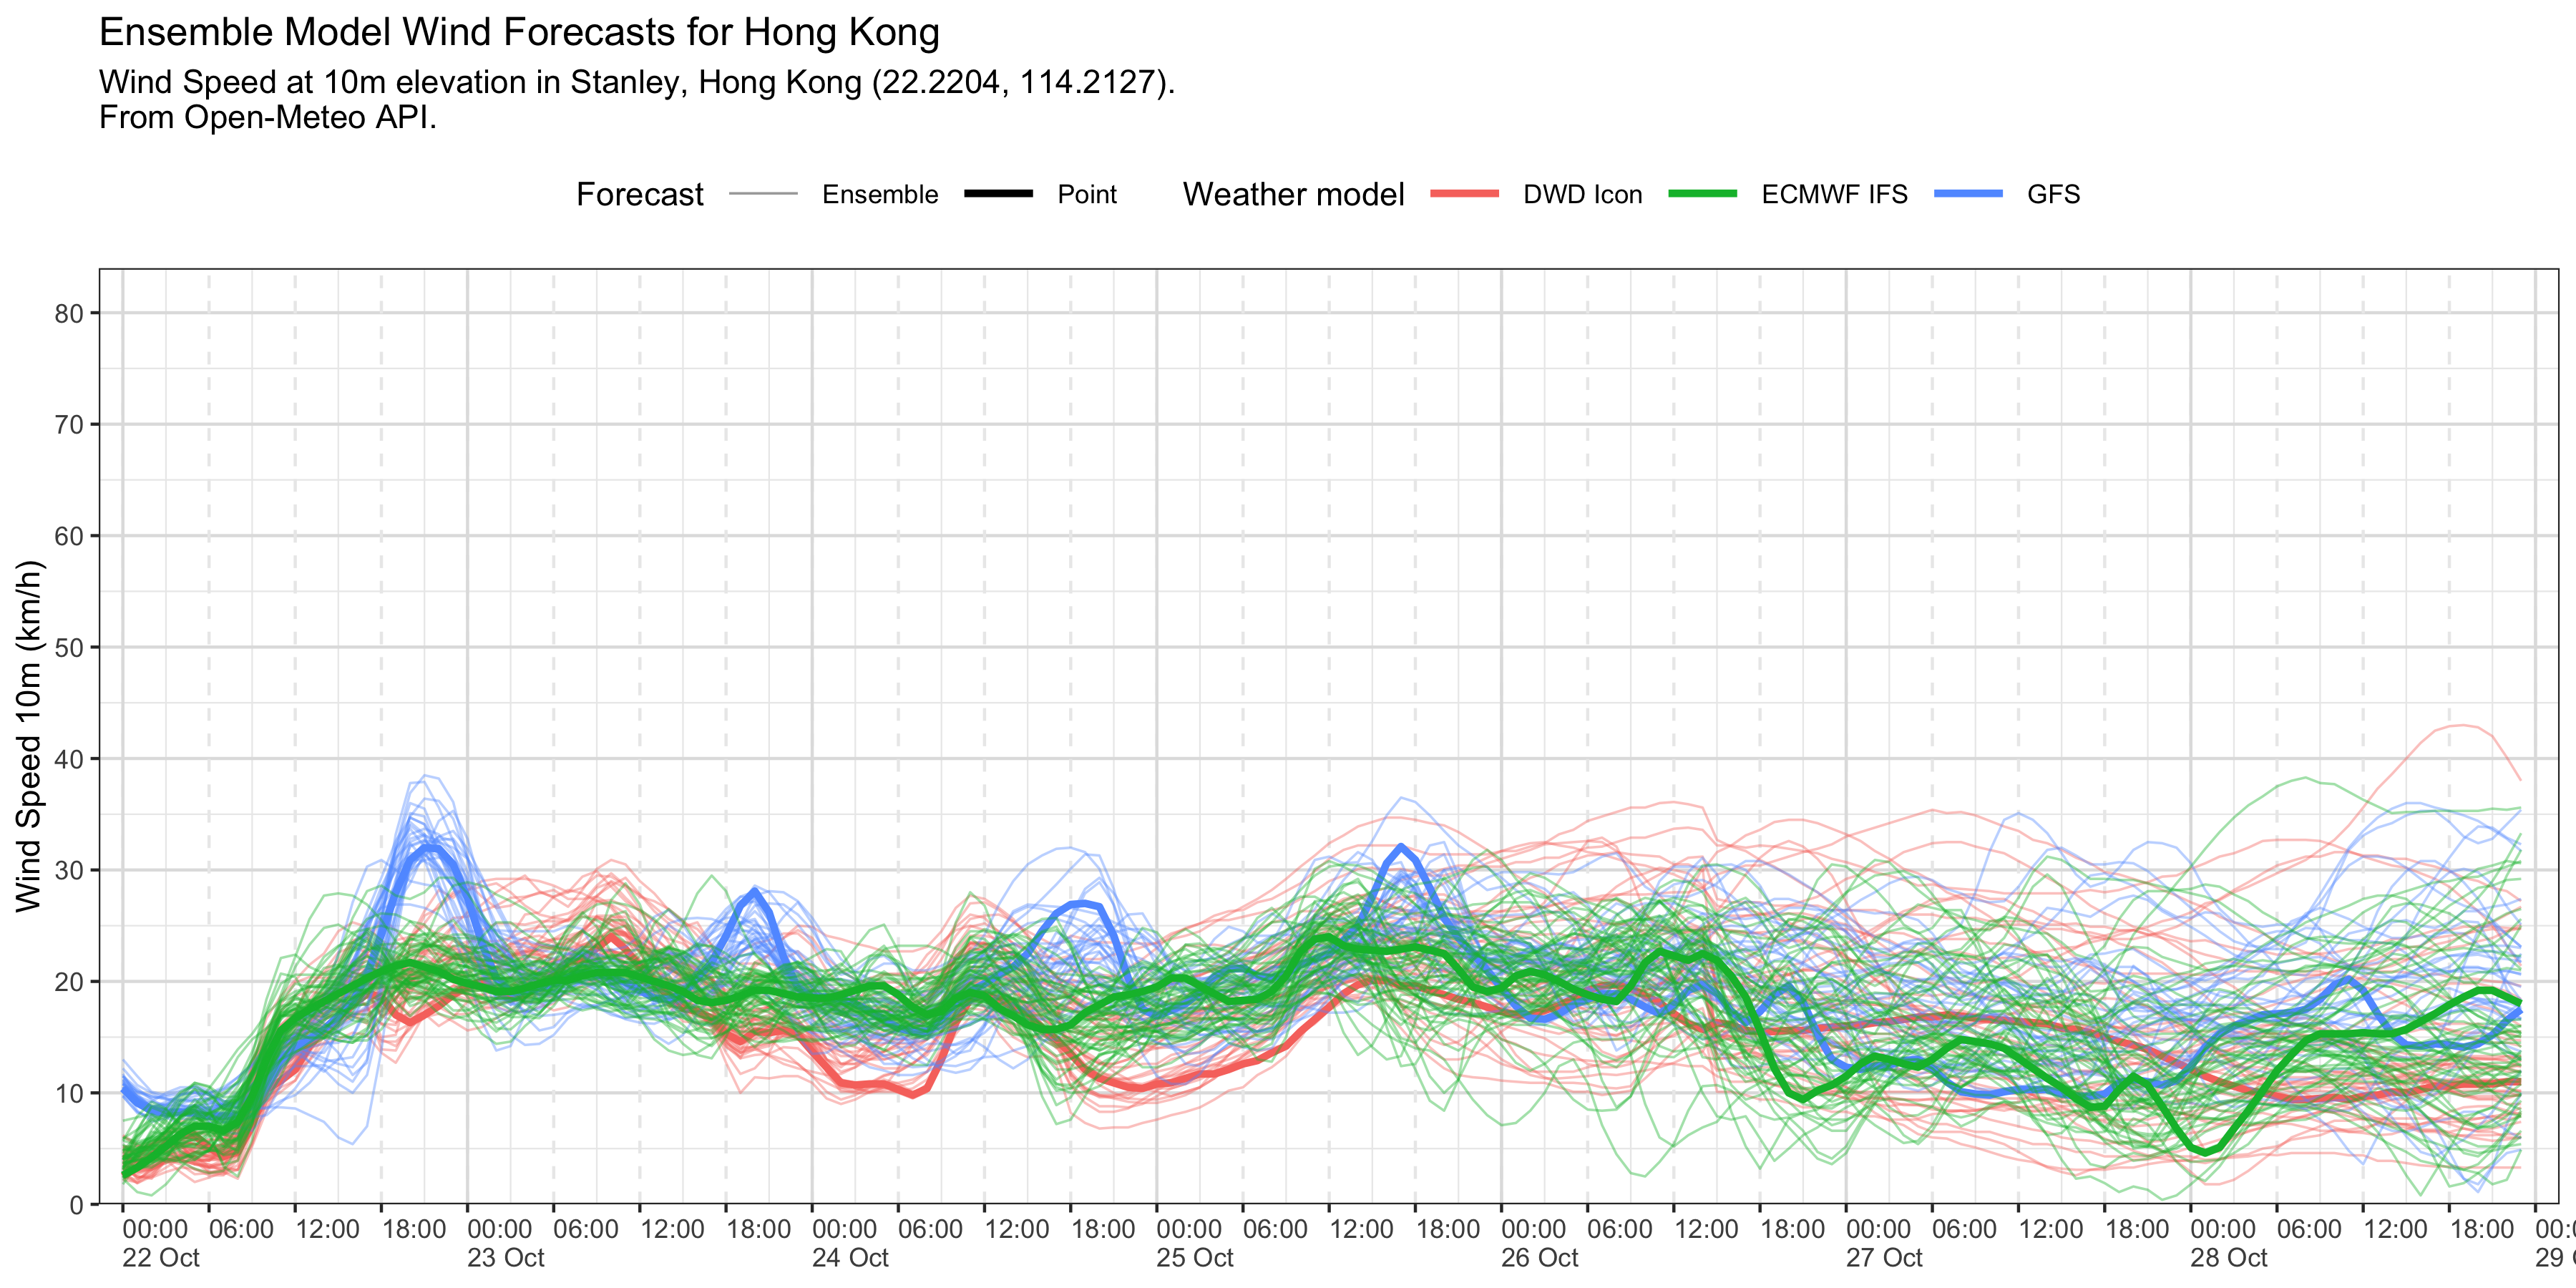 Ensemble Model Wind Forecasts for Hong Kong
Wind Speed at 10m elevation in Stanley, Hong Kong (22.2204, 114.2127).
From Open-Meteo API.
Forecast Ensemble Point Weather model DWD Icon ECMWF IFS GFS
Wind Speed 10m (km/h)
80
70
60
50
40
30
20
10
0
00:00 06:00 12:00 18:00 00:00 06:00 12:00 18:00 00:00 06:00 12:00 18:00 00:00 06:00 12:00 18:00 00:00 06:00 12:00 18:00 00:00 06:00 12:00 18:00 00:00 06:00 12:00 18:00
22 Oct 23 Oct 24 Oct 25 Oct 26 Oct 27 Oct 28 Oct 29